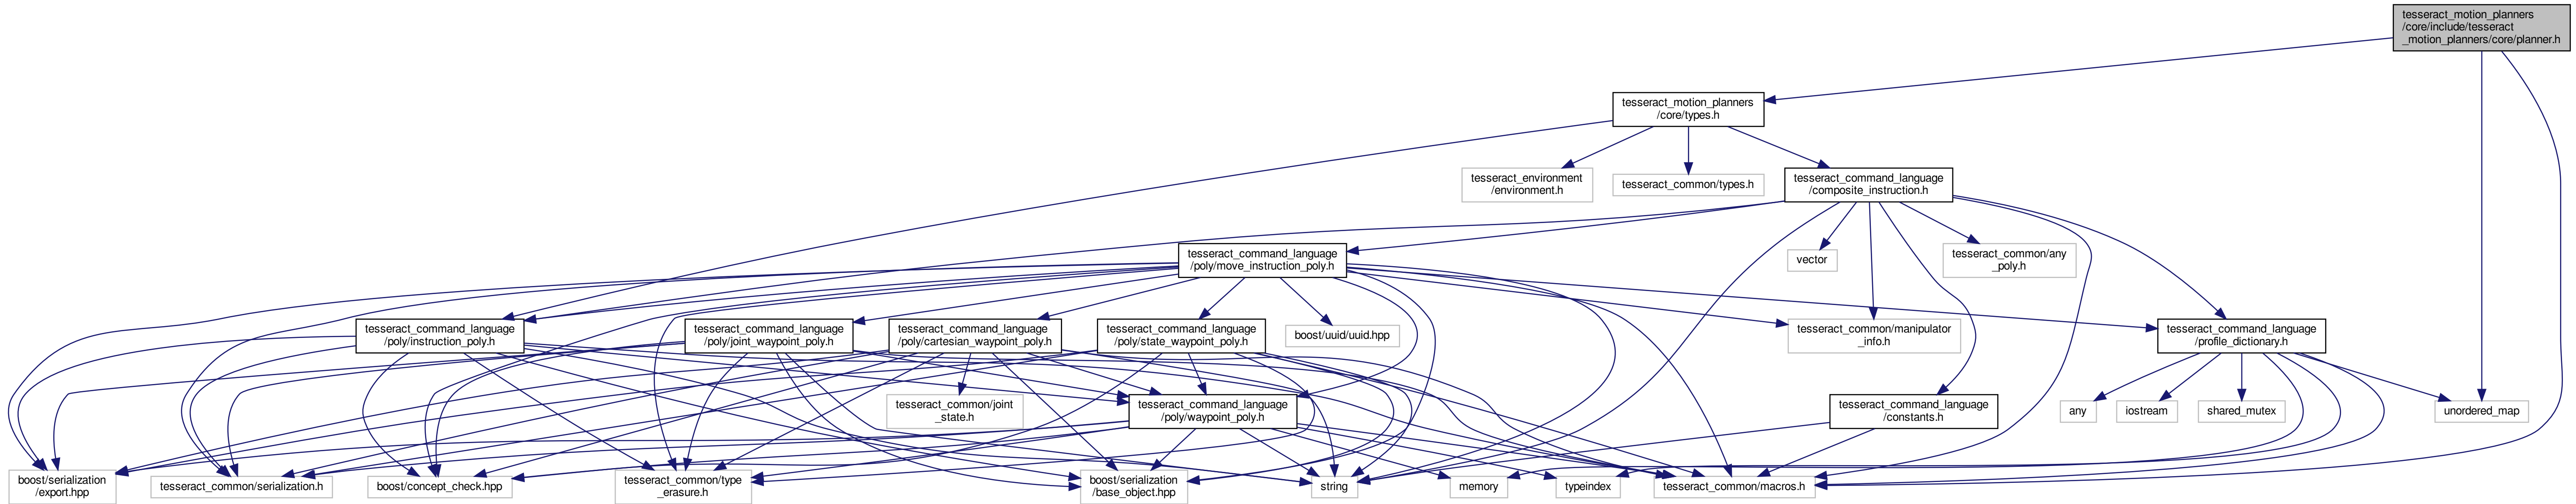 tesseract_motion_planners
/core/include/tesseract
_motion_planners/core/planner.h
tesseract_motion_planners
/core/types.h
tesseract_environment
/environment.h
tesseract_common/types.h
tesseract_command_language
/composite_instruction.h
tesseract_command_language
/poly/move_instruction_poly.h
vector
tesseract_common/any
_poly.h
tesseract_command_language
/poly/instruction_poly.h
tesseract_command_language
/poly/joint_waypoint_poly.h
tesseract_command_language
/poly/cartesian_waypoint_poly.h
tesseract_command_language
/poly/state_waypoint_poly.h
boost/uuid/uuid.hpp
tesseract_common/manipulator
_info.h
tesseract_command_language
/profile_dictionary.h
tesseract_common/joint
_state.h
tesseract_command_language
/poly/waypoint_poly.h
tesseract_command_language
/constants.h
any
iostream
shared_mutex
unordered_map
boost/serialization
/export.hpp
tesseract_common/serialization.h
boost/concept_check.hpp
tesseract_common/type
_erasure.h
boost/serialization
/base_object.hpp
string
memory
typeindex
tesseract_common/macros.h